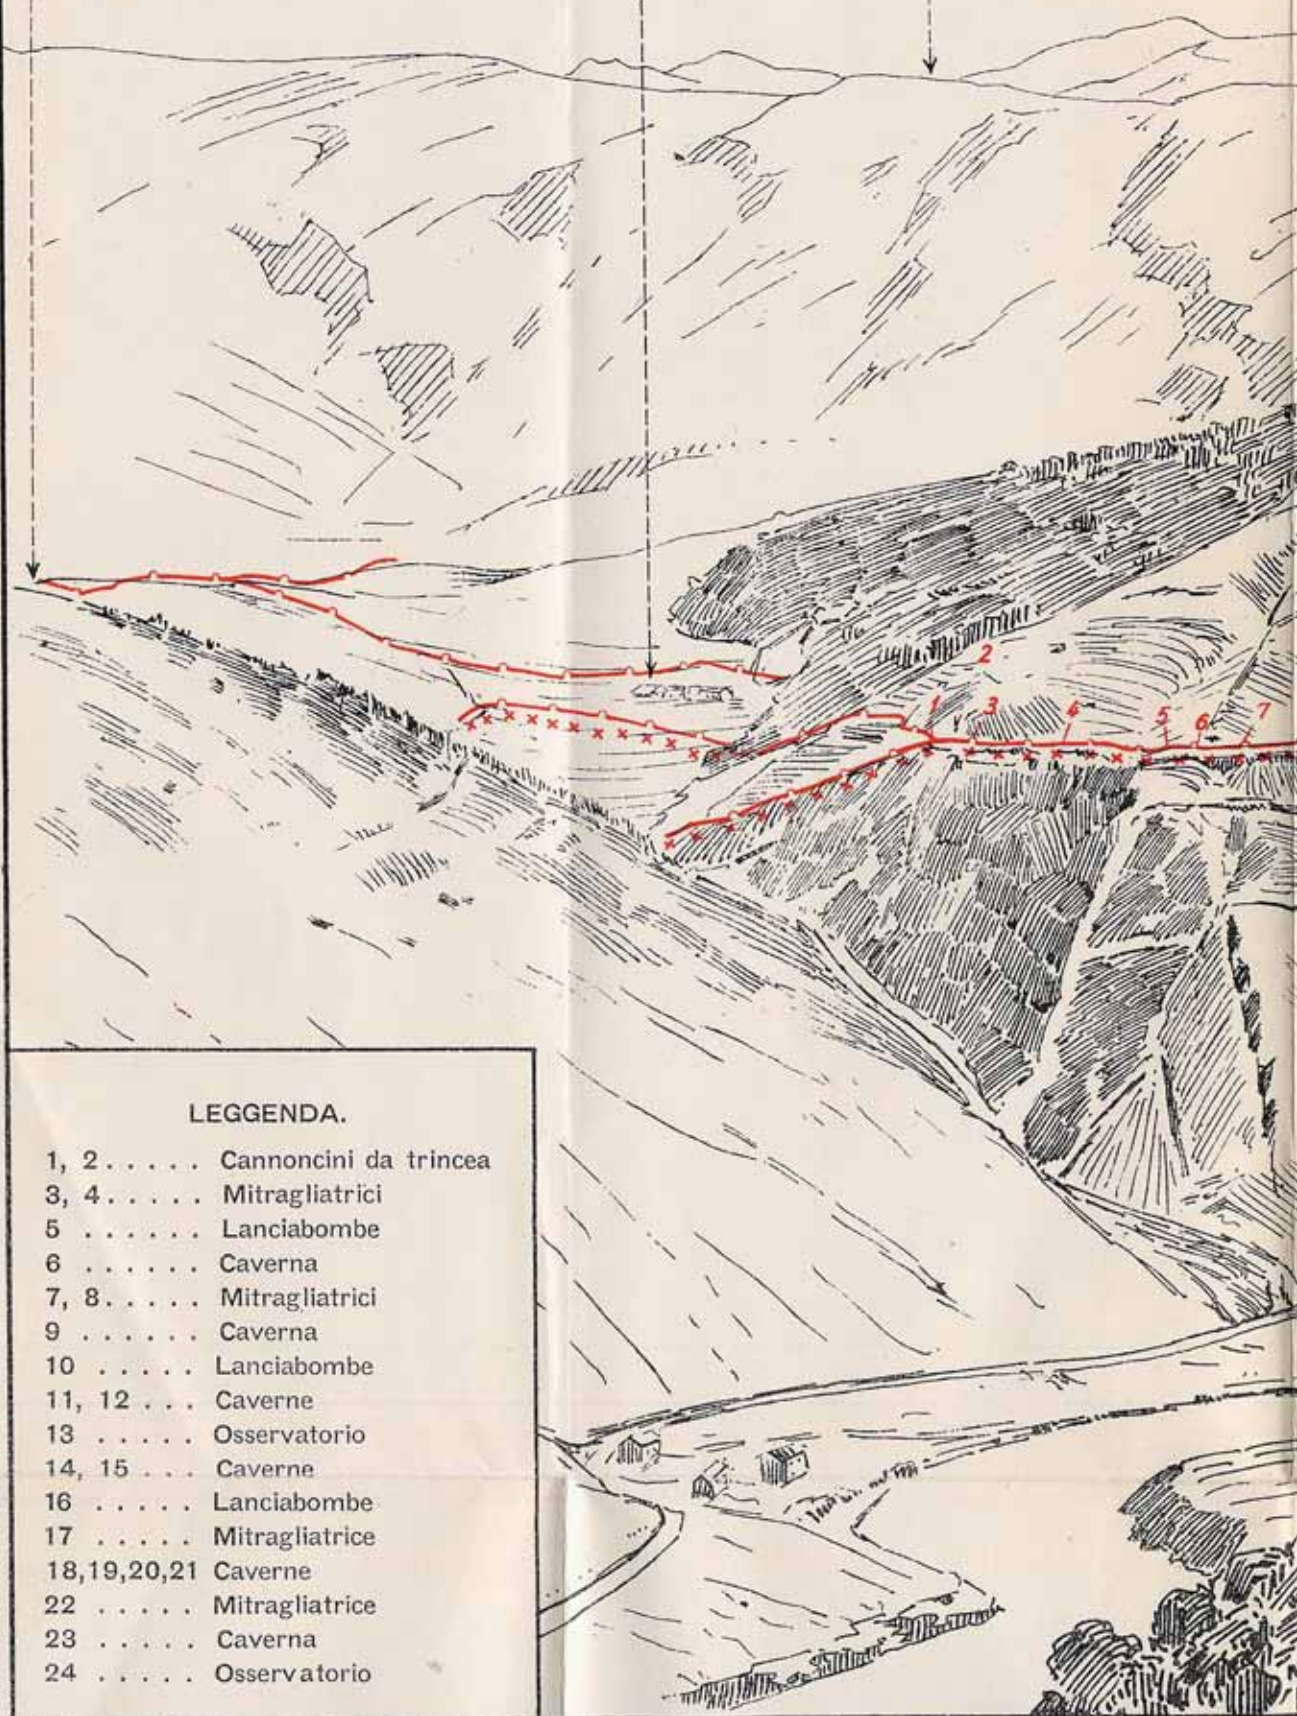 2
1
3
4
5
6
7
LEGGENDA.
1, 2..... Cannoncini da trincea
3, 4..... Mitragliatrici
5 ...... Lanciabombe
6 ...... Caverna
7, 8..... Mitragliatrici
9 ...... Caverna
10 ..... Lanciabombe
11, 12 ... Caverne
13 ..... Osservatorio
14, 15 ... Caverne
16 ..... Lanciabombe
17 ..... Mitragliatrice
18,19,20,21 Caverne
22 ..... Mitragliatrice
23 ..... Caverna
24 ..... Osservatorio